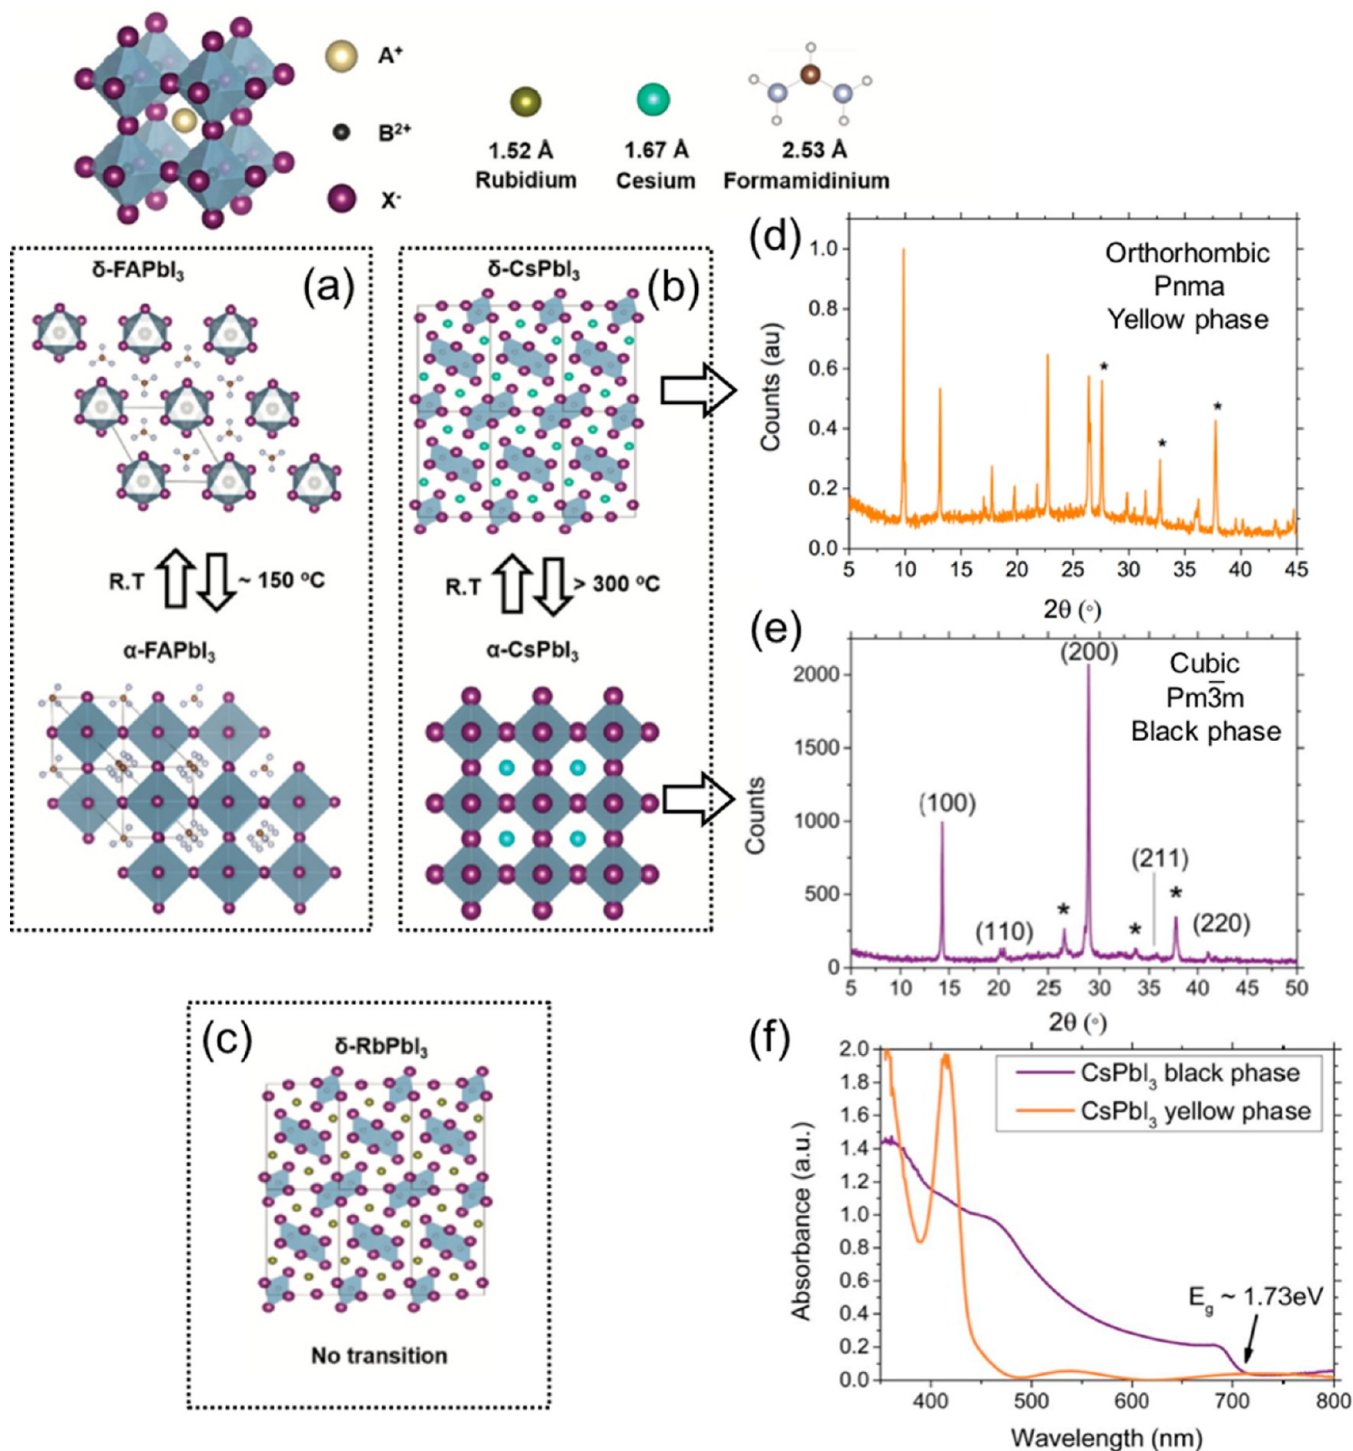 A⁺
B²⁺
X⁻
1.52 Å
Rubidium
1.67 Å
Cesium
2.53 Å
Formamidinium
(a)
δ-FAPbI₃
R.T
~ 150 °C
α-FAPbI₃
(b)
δ-CsPbI₃
R.T
> 300 °C
α-CsPbI₃
(c)
δ-RbPbI₃
No transition
(d)
Orthorhombic
Pnma
Yellow phase
Counts (au)
1.0
0.8
0.6
0.4
0.2
0.0
*
*
*
5 10 15 20 25 30 35 40 45
2θ (°)
(e)
Cubic
Pm3̅m
Black phase
Counts
2000
1500
1000
500
0
(100)
(110)
*
(200)
*
(211)
*
(220)
5 10 15 20 25 30 35 40 45 50
2θ (°)
(f)
CsPbI₃ black phase
CsPbI₃ yellow phase
Absorbance (a.u.)
2.0
1.8
1.6
1.4
1.2
1.0
0.8
0.6
0.4
0.2
0.0
E_g ~ 1.73eV
400 500 600 700 800
Wavelength (nm)